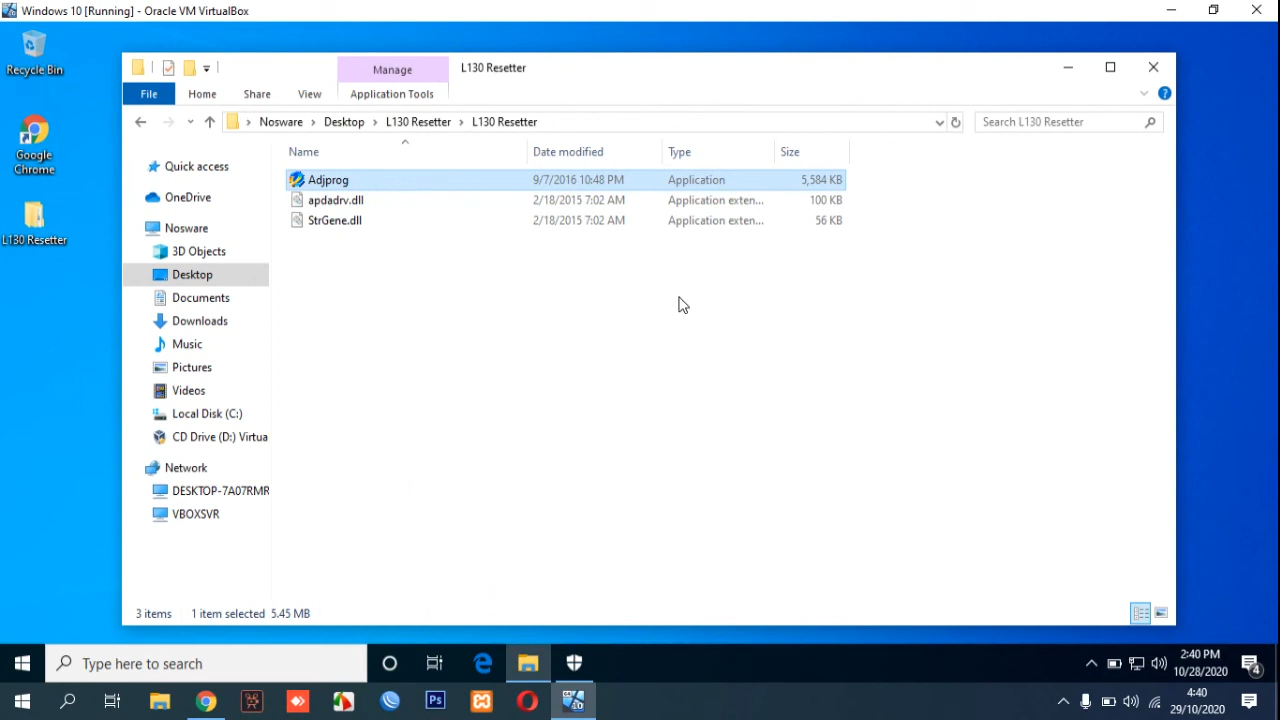 Windows 10 [Running] - Oracle VM VirtualBox
Recycle Bin
Google Chrome
L130 Resetter
Manage
L130 Resetter
File Home Share View Application Tools
Nosware > Desktop > L130 Resetter > L130 Resetter
Search L130 Resetter
Name Date modified Type Size
Adjprog 9/7/2016 10:48 PM Application 5,584 KB
apdadrv.dll 2/18/2015 7:02 AM Application exten... 100 KB
StrGene.dll 2/18/2015 7:02 AM Application exten... 56 KB
Quick access
OneDrive
Nosware
3D Objects
Desktop
Documents
Downloads
Music
Pictures
Videos
Local Disk (C:)
CD Drive (D:) Virtua
Network
DESKTOP-7A07RMR
VBOXSVR
3 items 1 item selected 5.45 MB
Type here to search
2:40 PM
10/28/2020
4
Ps
4:40
29/10/2020